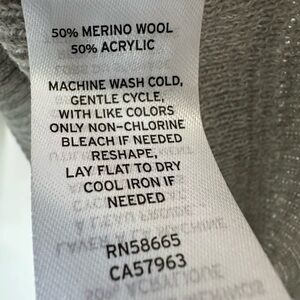 50% MERINO WOOL
50% ACRYLIC
MACHINE WASH COLD,
GENTLE CYCLE,
WITH LIKE COLORS
ONLY NON-CHLORINE
BLEACH IF NEEDED
RESHAPE,
LAY FLAT TO DRY
COOL IRON IF
NEEDED
RN58665
CA57963